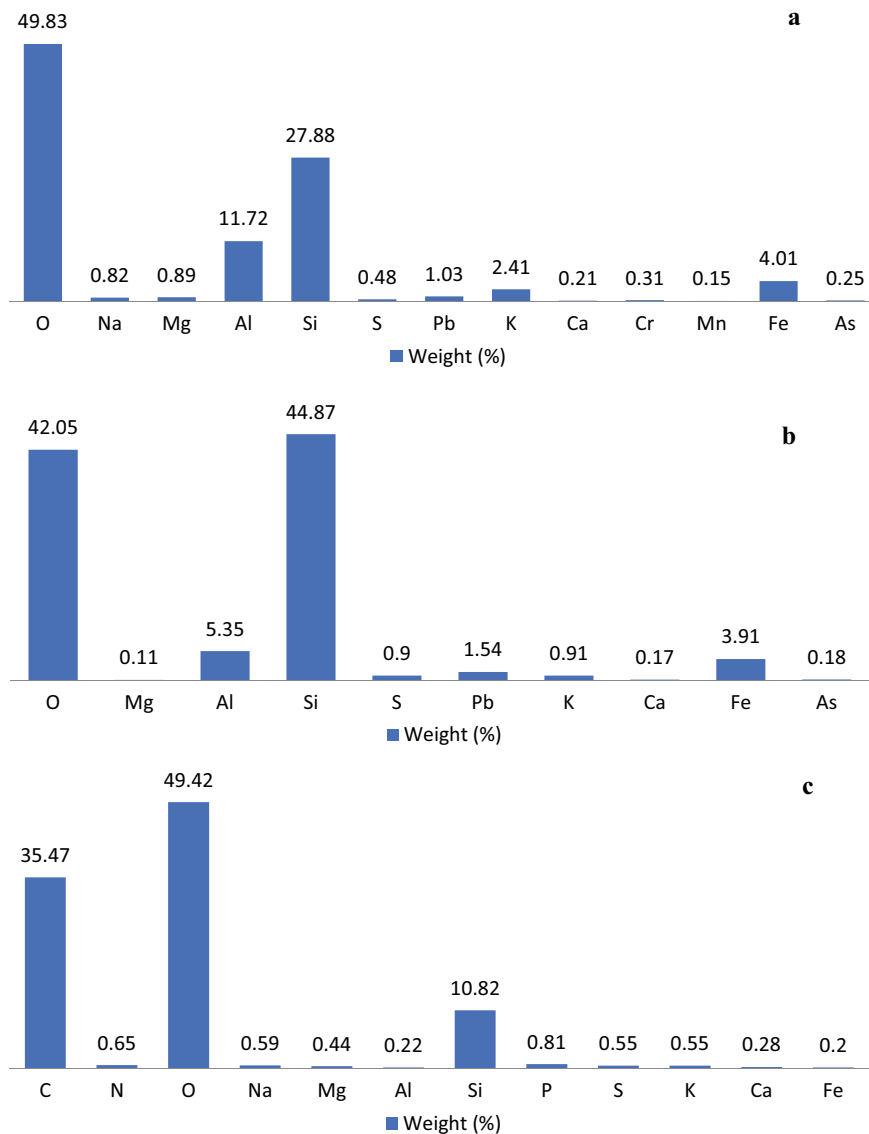 a
49.83
27.88
11.72
0.82 0.89 0.48 1.03 2.41 0.21 0.31 0.15 4.01 0.25
O Na Mg Al Si S Pb K Ca Cr Mn Fe As
Weight (%)
b
42.05 44.87
0.11 5.35 0.9 1.54 0.91 0.17 3.91 0.18
O Mg Al Si S Pb K Ca Fe As
Weight (%)
c
49.42
35.47
0.65 0.59 0.44 0.22 10.82 0.81 0.55 0.55 0.28 0.2
C N O Na Mg Al Si P S K Ca Fe
Weight (%)